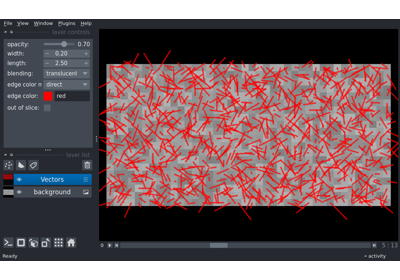 File View Window Plugins Help
layer controls
opacity: 0.70
width: 0.20
length: 2.50
blending: translucent
edge color m direct
edge color: red
out of slice:
layer list
Vectors
background
0 5 13
Ready activity